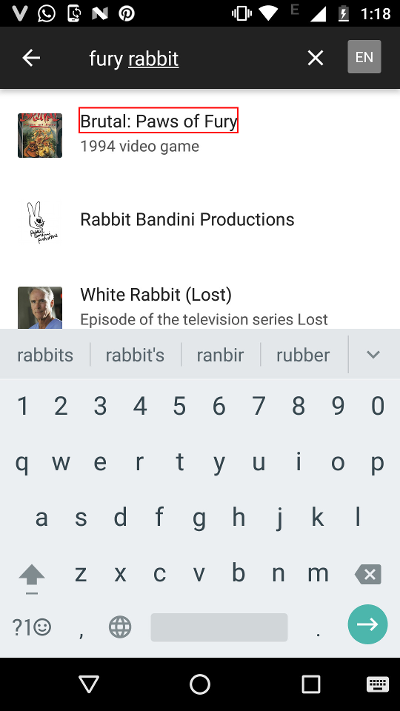 E
1:18
fury rabbit
EN
Brutal: Paws of Fury
1994 video game
Rabbit Bandini Productions
White Rabbit (Lost)
Episode of the television series Lost
rabbits rabbit's ranbir rubber
1 2 3 4 5 6 7 8 9 0
q w e r t y u i o p
a s d f g h j k l
z x c v b n m
?1☺ , .